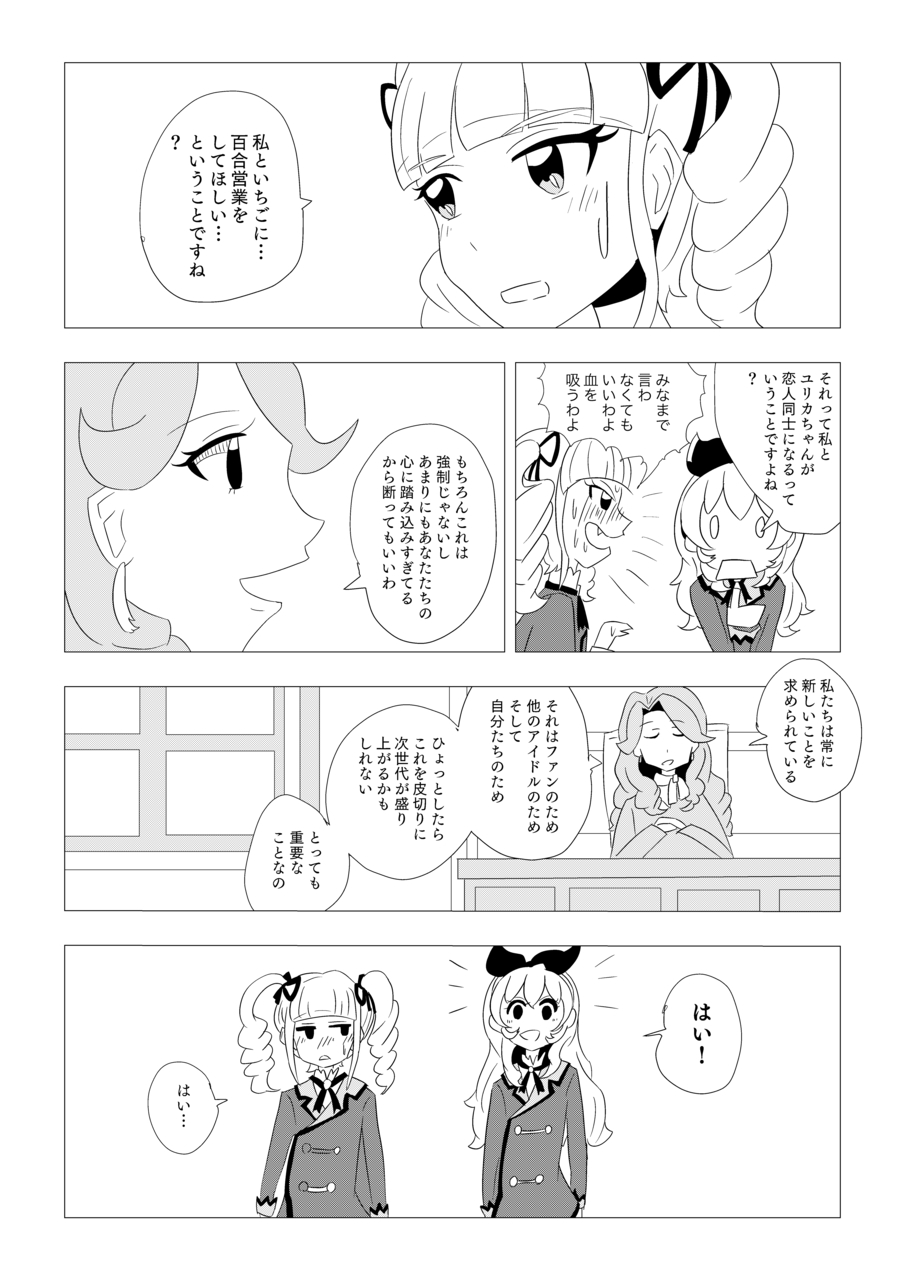 私といちごに…
百合営業を
してほしい…
ということですね
？
それって私と
ユリカちゃんが
恋人同士になるって
いうことですよね
？
みなまで
言わ
なくても
いいわよ
血を
吸うわよ
もちろんこれは
強制じゃないし
あまりにもあなたたちの
心に踏み込みすぎてる
から断ってもいいわ
私たちは常に
新しいことを
求められている
それはファンのため
他のアイドルのため
そして
自分たちのため
ひょっとしたら
これを皮切りに
次世代が盛り
上がるかも
しれない
とっても
重要な
ことなの
はい！
はい…